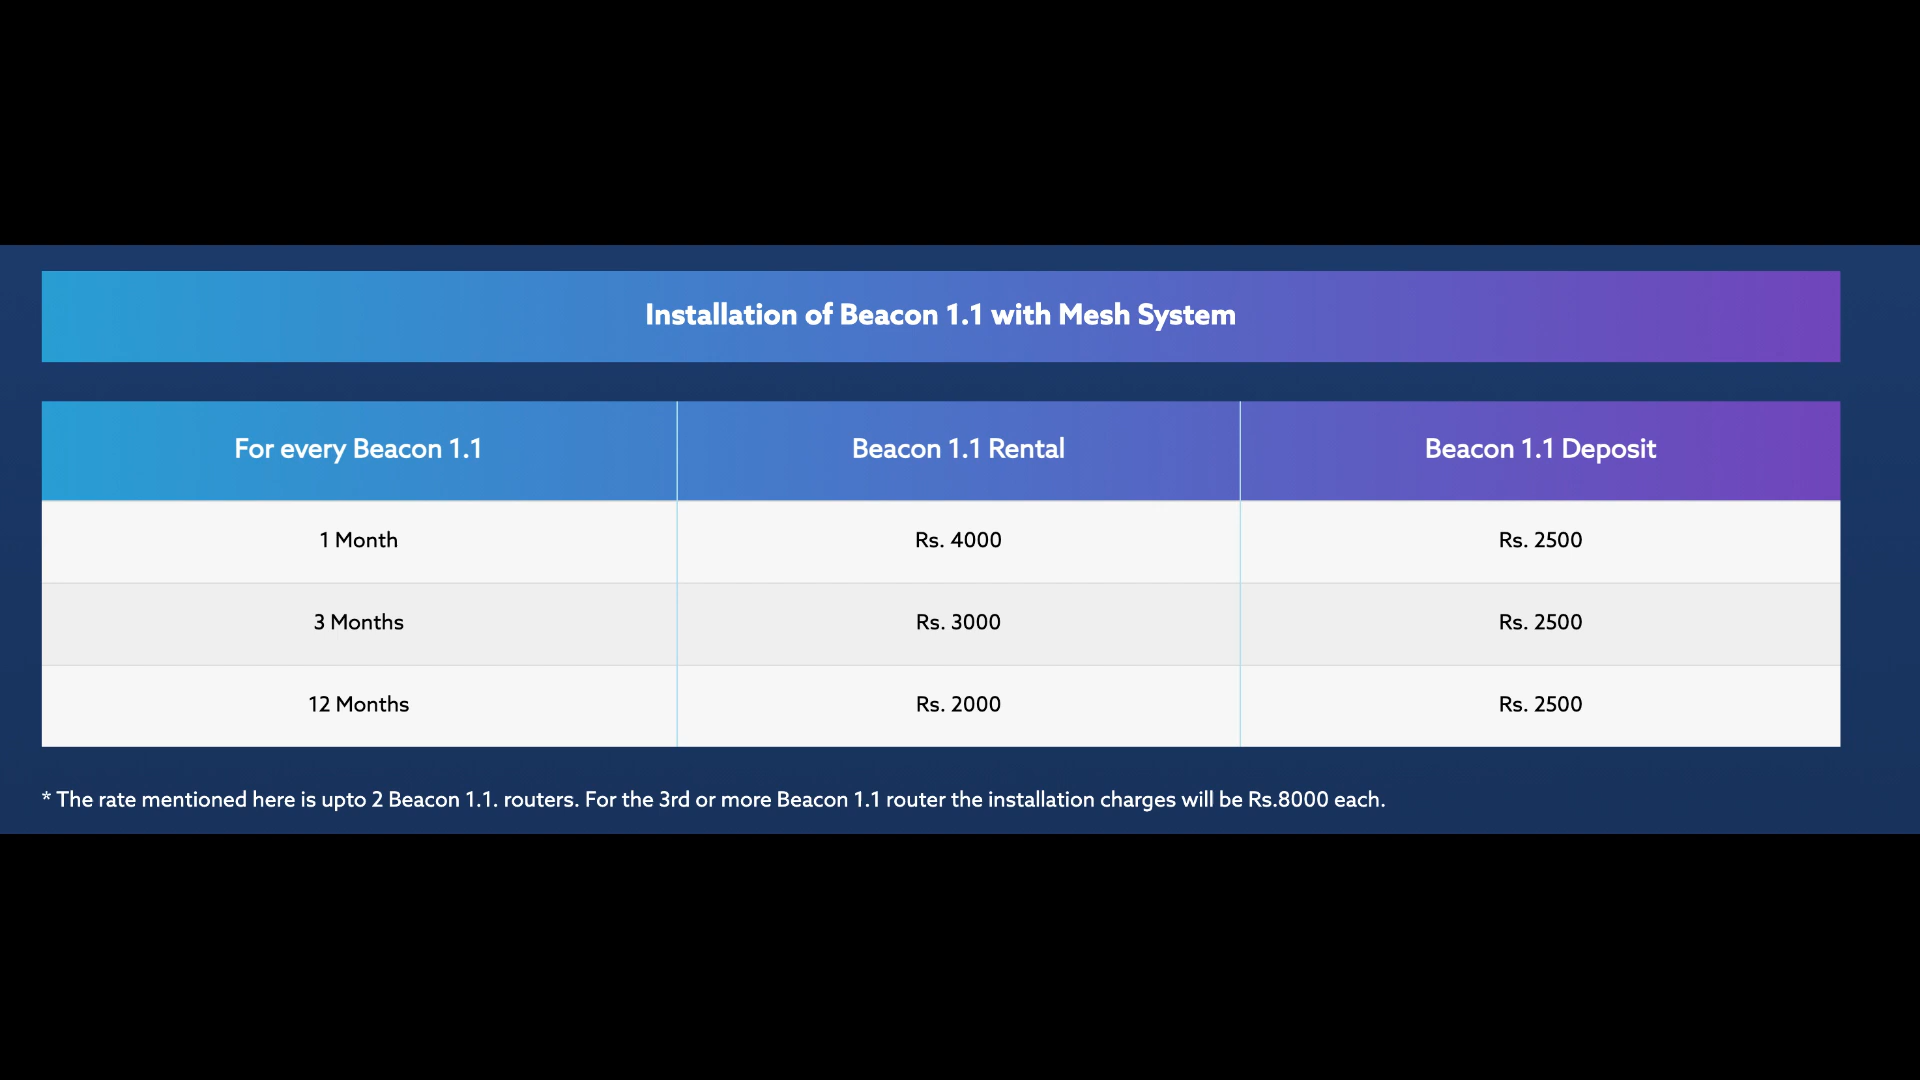 Installation of Beacon 1.1 with Mesh System
For every Beacon 1.1 Beacon 1.1 Rental Beacon 1.1 Deposit
1 Month Rs. 4000 Rs. 2500
3 Months Rs. 3000 Rs. 2500
12 Months Rs. 2000 Rs. 2500
* The rate mentioned here is upto 2 Beacon 1.1. routers. For the 3rd or more Beacon 1.1 router the installation charges will be Rs.8000 each.